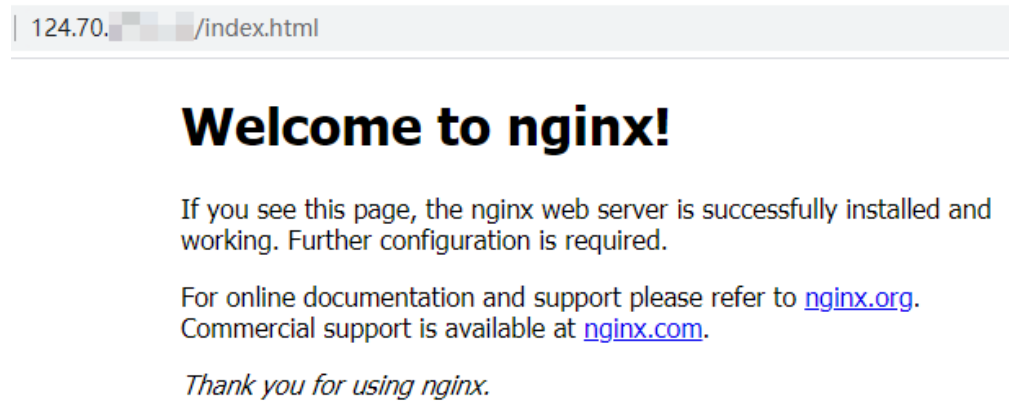 124.70. /index.html
Welcome to nginx!
If you see this page, the nginx web server is successfully installed and
working. Further configuration is required.
For online documentation and support please refer to nginx.org.
Commercial support is available at nginx.com.
Thank you for using nginx.